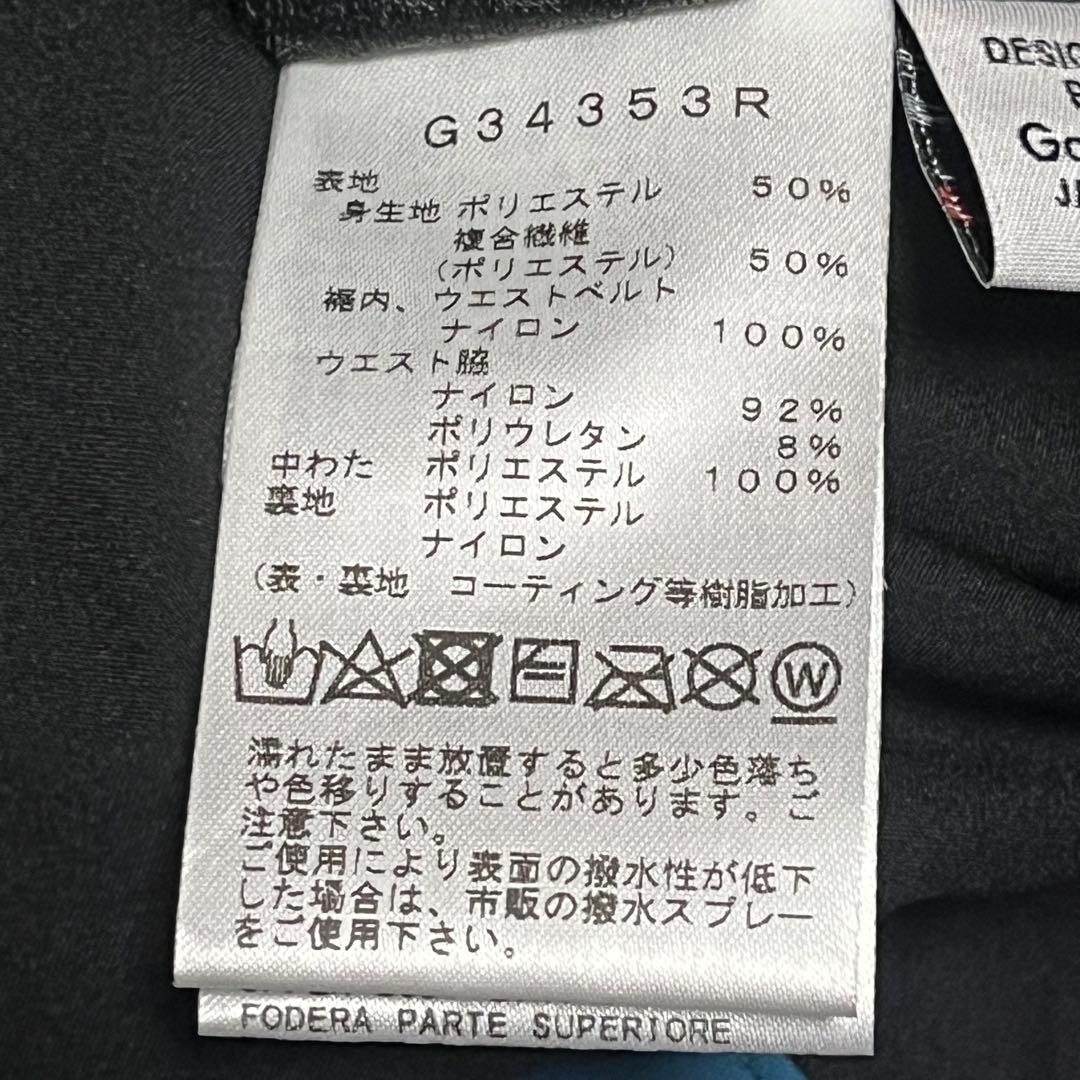 G34353R
表地
身生地 ポリエステル 50%
複合繊維
(ポリエステル) 50%
裾内、ウエストベルト
ナイロン 100%
ウエスト脇
ナイロン 92%
ポリウレタン 8%
中わた ポリエステル 100%
裏地 ポリエステル
ナイロン
(表・裏地 コーティング等樹脂加工)
W
濡れたまま放置すると多少色落ち
や色移りすることがあります。ご
注意下さい。
ご使用により表面の撥水性が低下
した場合は、市販の撥水スプレー
をご使用下さい。
FODERA PARTE SUPERIORE